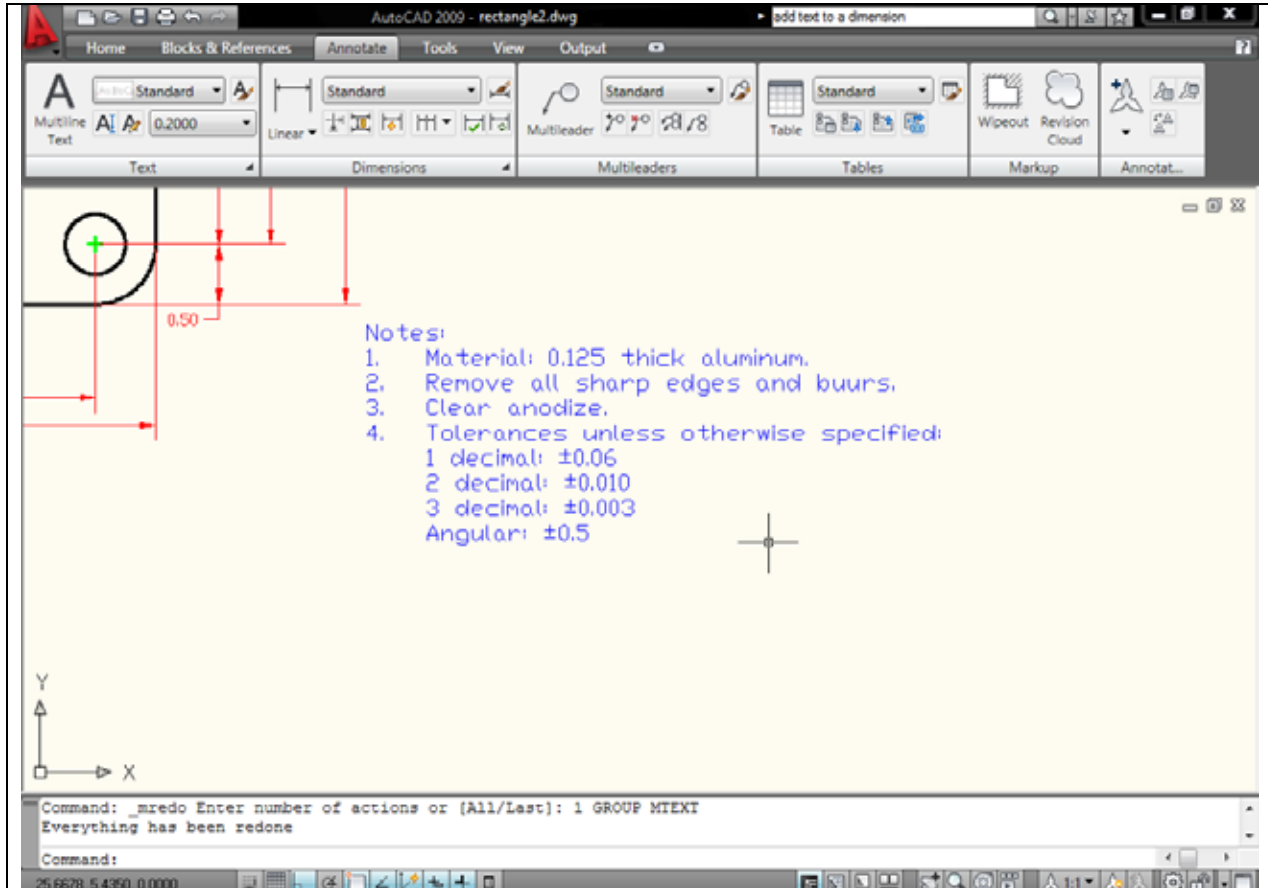 AutoCAD 2009 - rectangle2.dwg
add text to a dimension
Home Blocks & References Annotate Tools View Output
Multiline Text
Standard
0.2000
Linear
Standard
Multileader
Standard
Table
Standard
Wipeout
Revision Cloud
Text
Dimensions
Multileaders
Tables
Markup
Annotat...
0.50
Notes:
1. Material: 0.125 thick aluminum.
2. Remove all sharp edges and buurs.
3. Clear anodize.
4. Tolerances unless otherwise specified:
1 decimal: ±0.06
2 decimal: ±0.010
3 decimal: ±0.003
Angular: ±0.5
Y
X
Command: _mredo Enter number of actions or [All/Last]: 1 GROUP MTEXT
Everything has been redone
Command:
25.6678, 5.4350, 0.0000
1:1